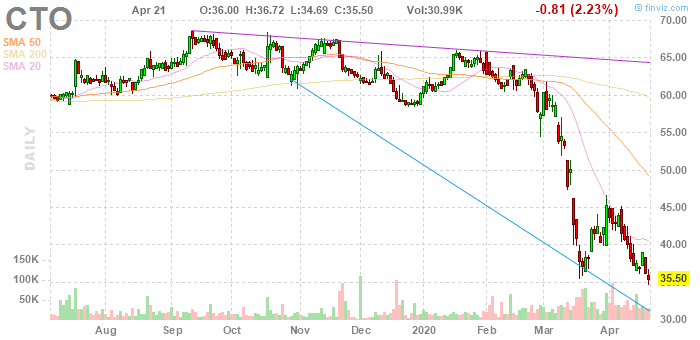 CTO Apr 21 O:36.00 H:36.72 L:34.69 C:35.50 Vol:30.99K -0.81 (2.23%) © finviz.com
SMA 50
SMA 200
SMA 20
70.00
65.00
60.00
55.00
50.00
45.00
40.00
35.50
30.00
DAILY
150K
100K
50K
Aug Sep Oct Nov Dec 2020 Feb Mar Apr